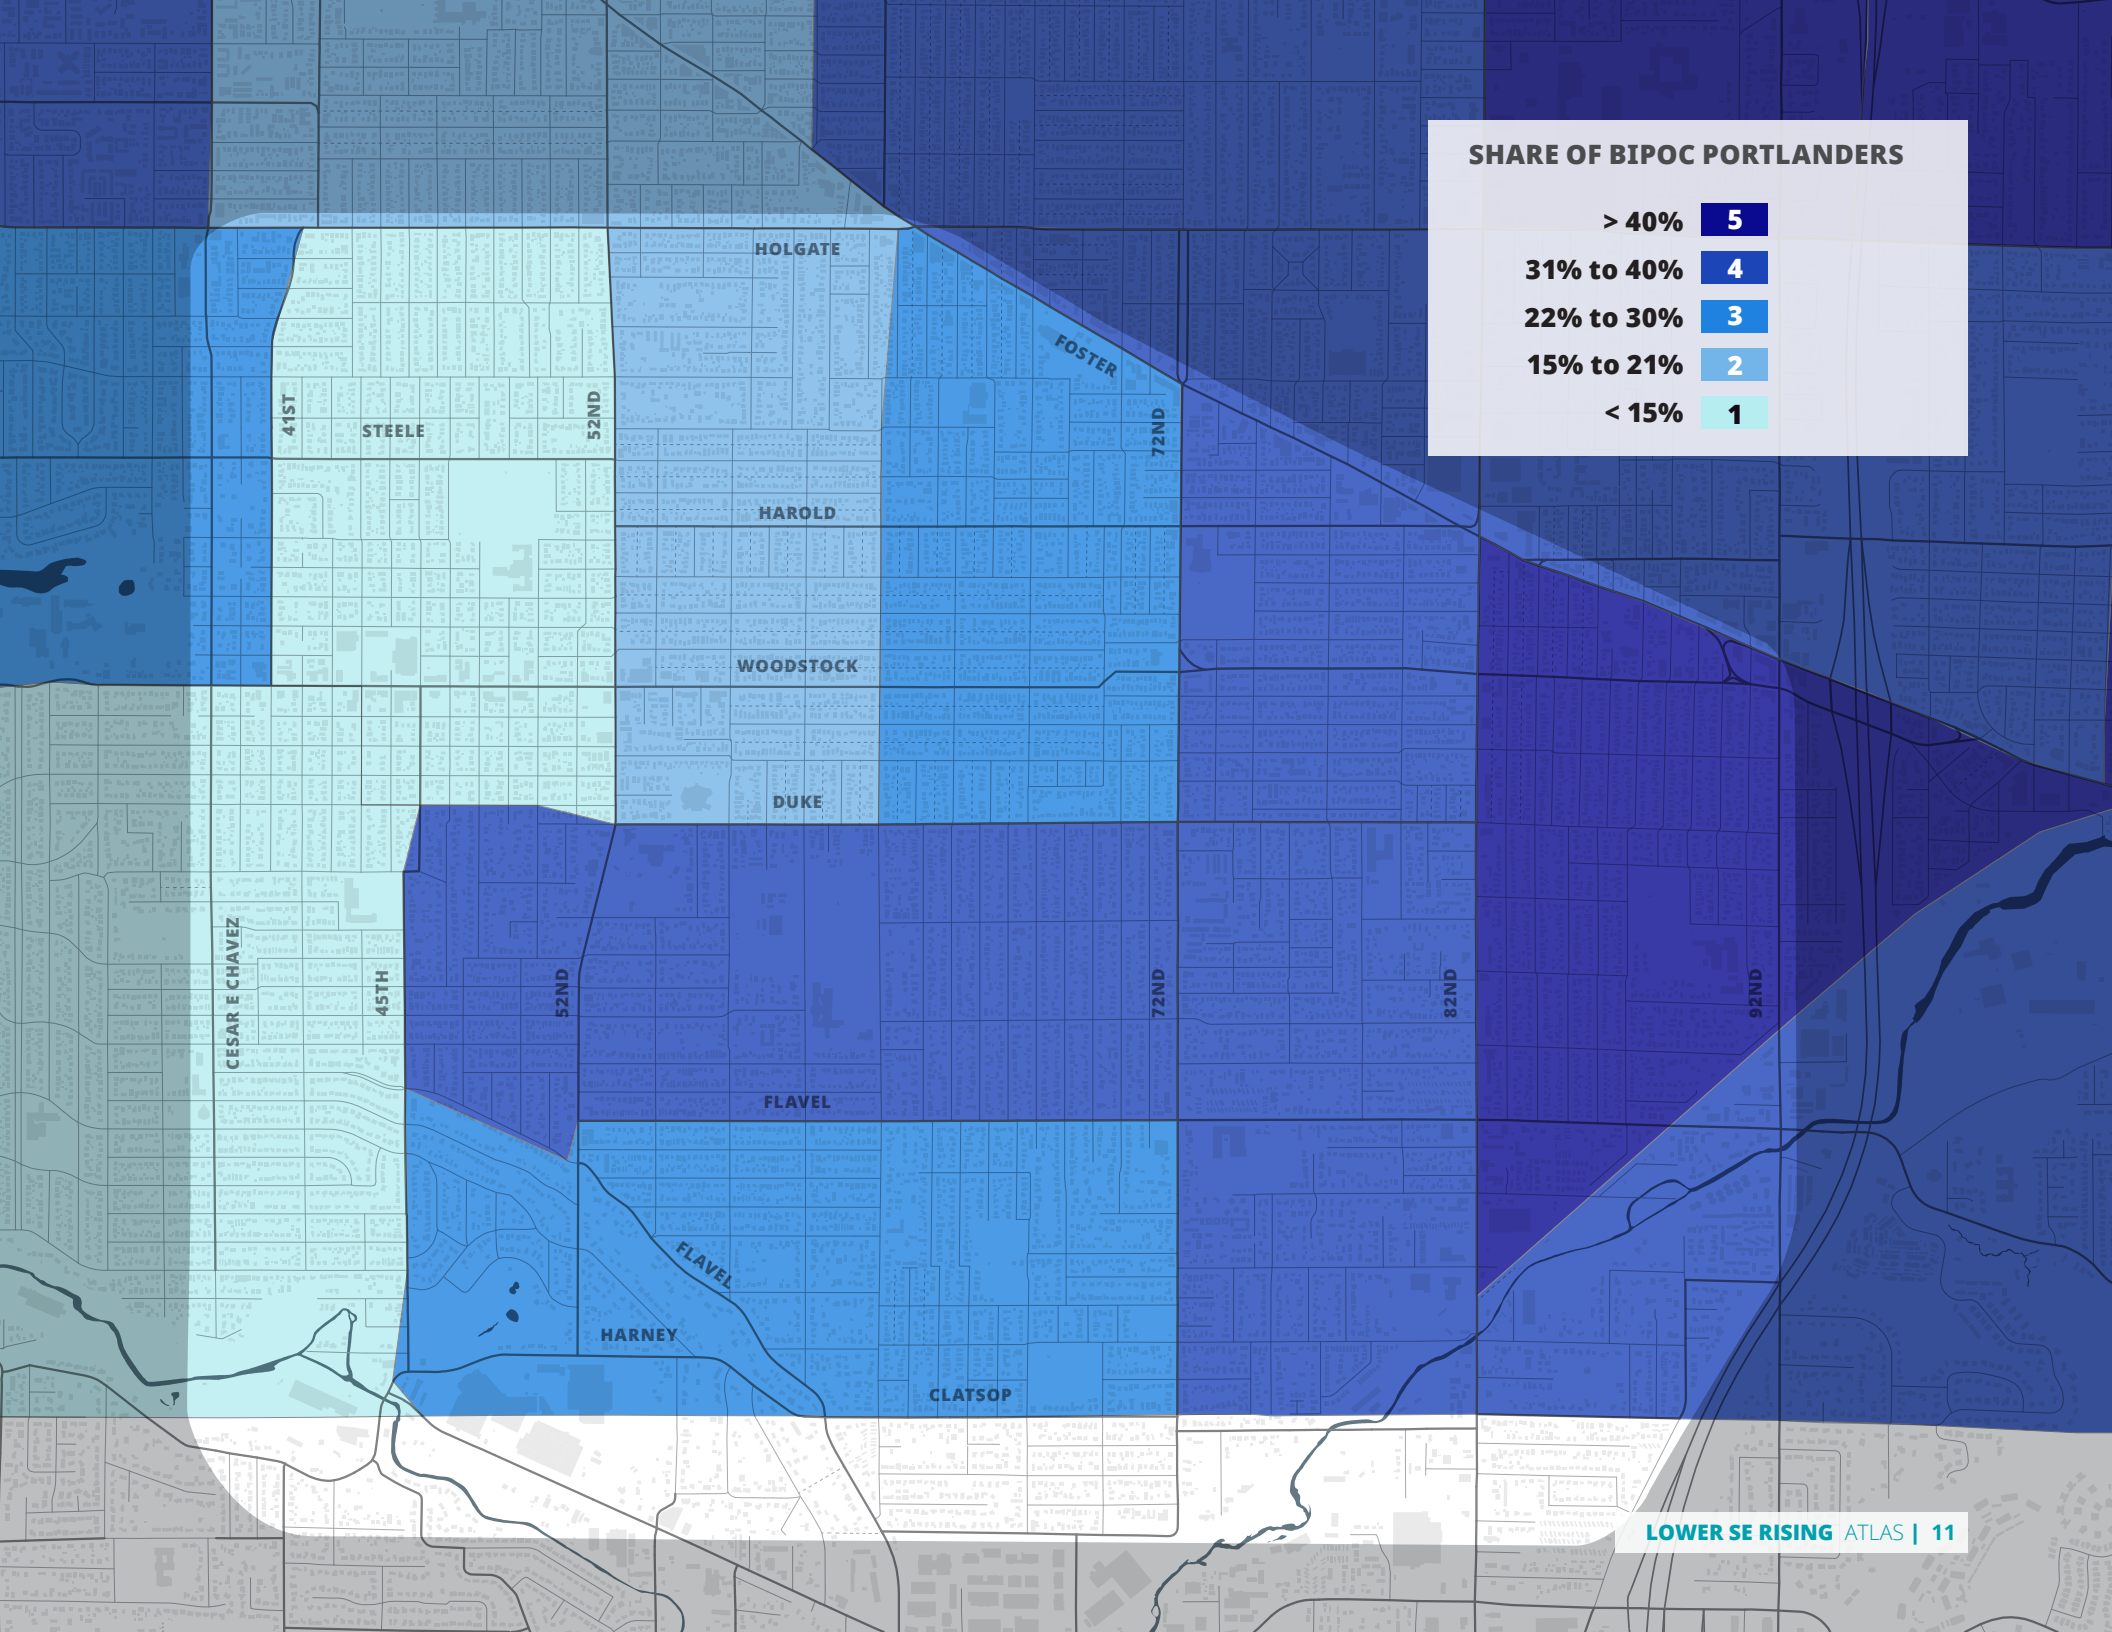 SHARE OF BIPOC PORTLANDERS
> 40% 5
31% to 40% 4
22% to 30% 3
15% to 21% 2
< 15% 1
HOLGATE
FOSTER
41ST
STEELE
52ND
72ND
HAROLD
WOODSTOCK
DUKE
CESAR E CHAVEZ
45TH
52ND
72ND
82ND
92ND
FLAVEL
FLAVEL
HARNEY
CLATSOP
LOWER SE RISING ATLAS | 11